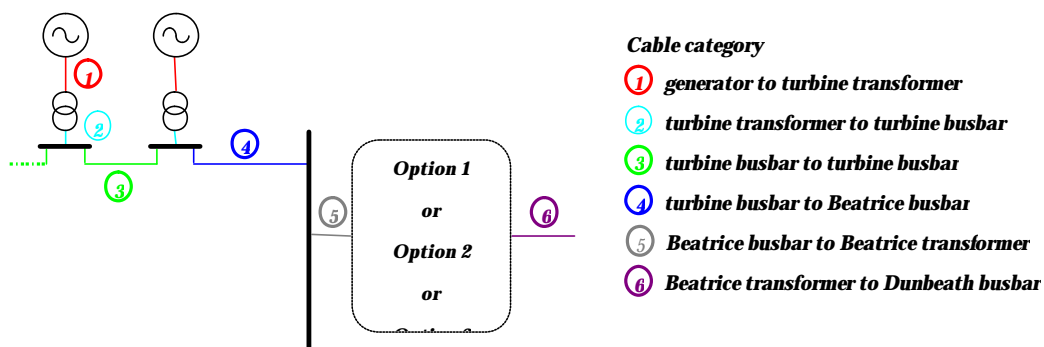 Cable category
1 generator to turbine transformer
2 turbine transformer to turbine busbar
3 turbine busbar to turbine busbar
4 turbine busbar to Beatrice busbar
5 Beatrice busbar to Beatrice transformer
6 Beatrice transformer to Dunbeath busbar
1
2
3
4
5
6
Option 1
or
Option 2
or